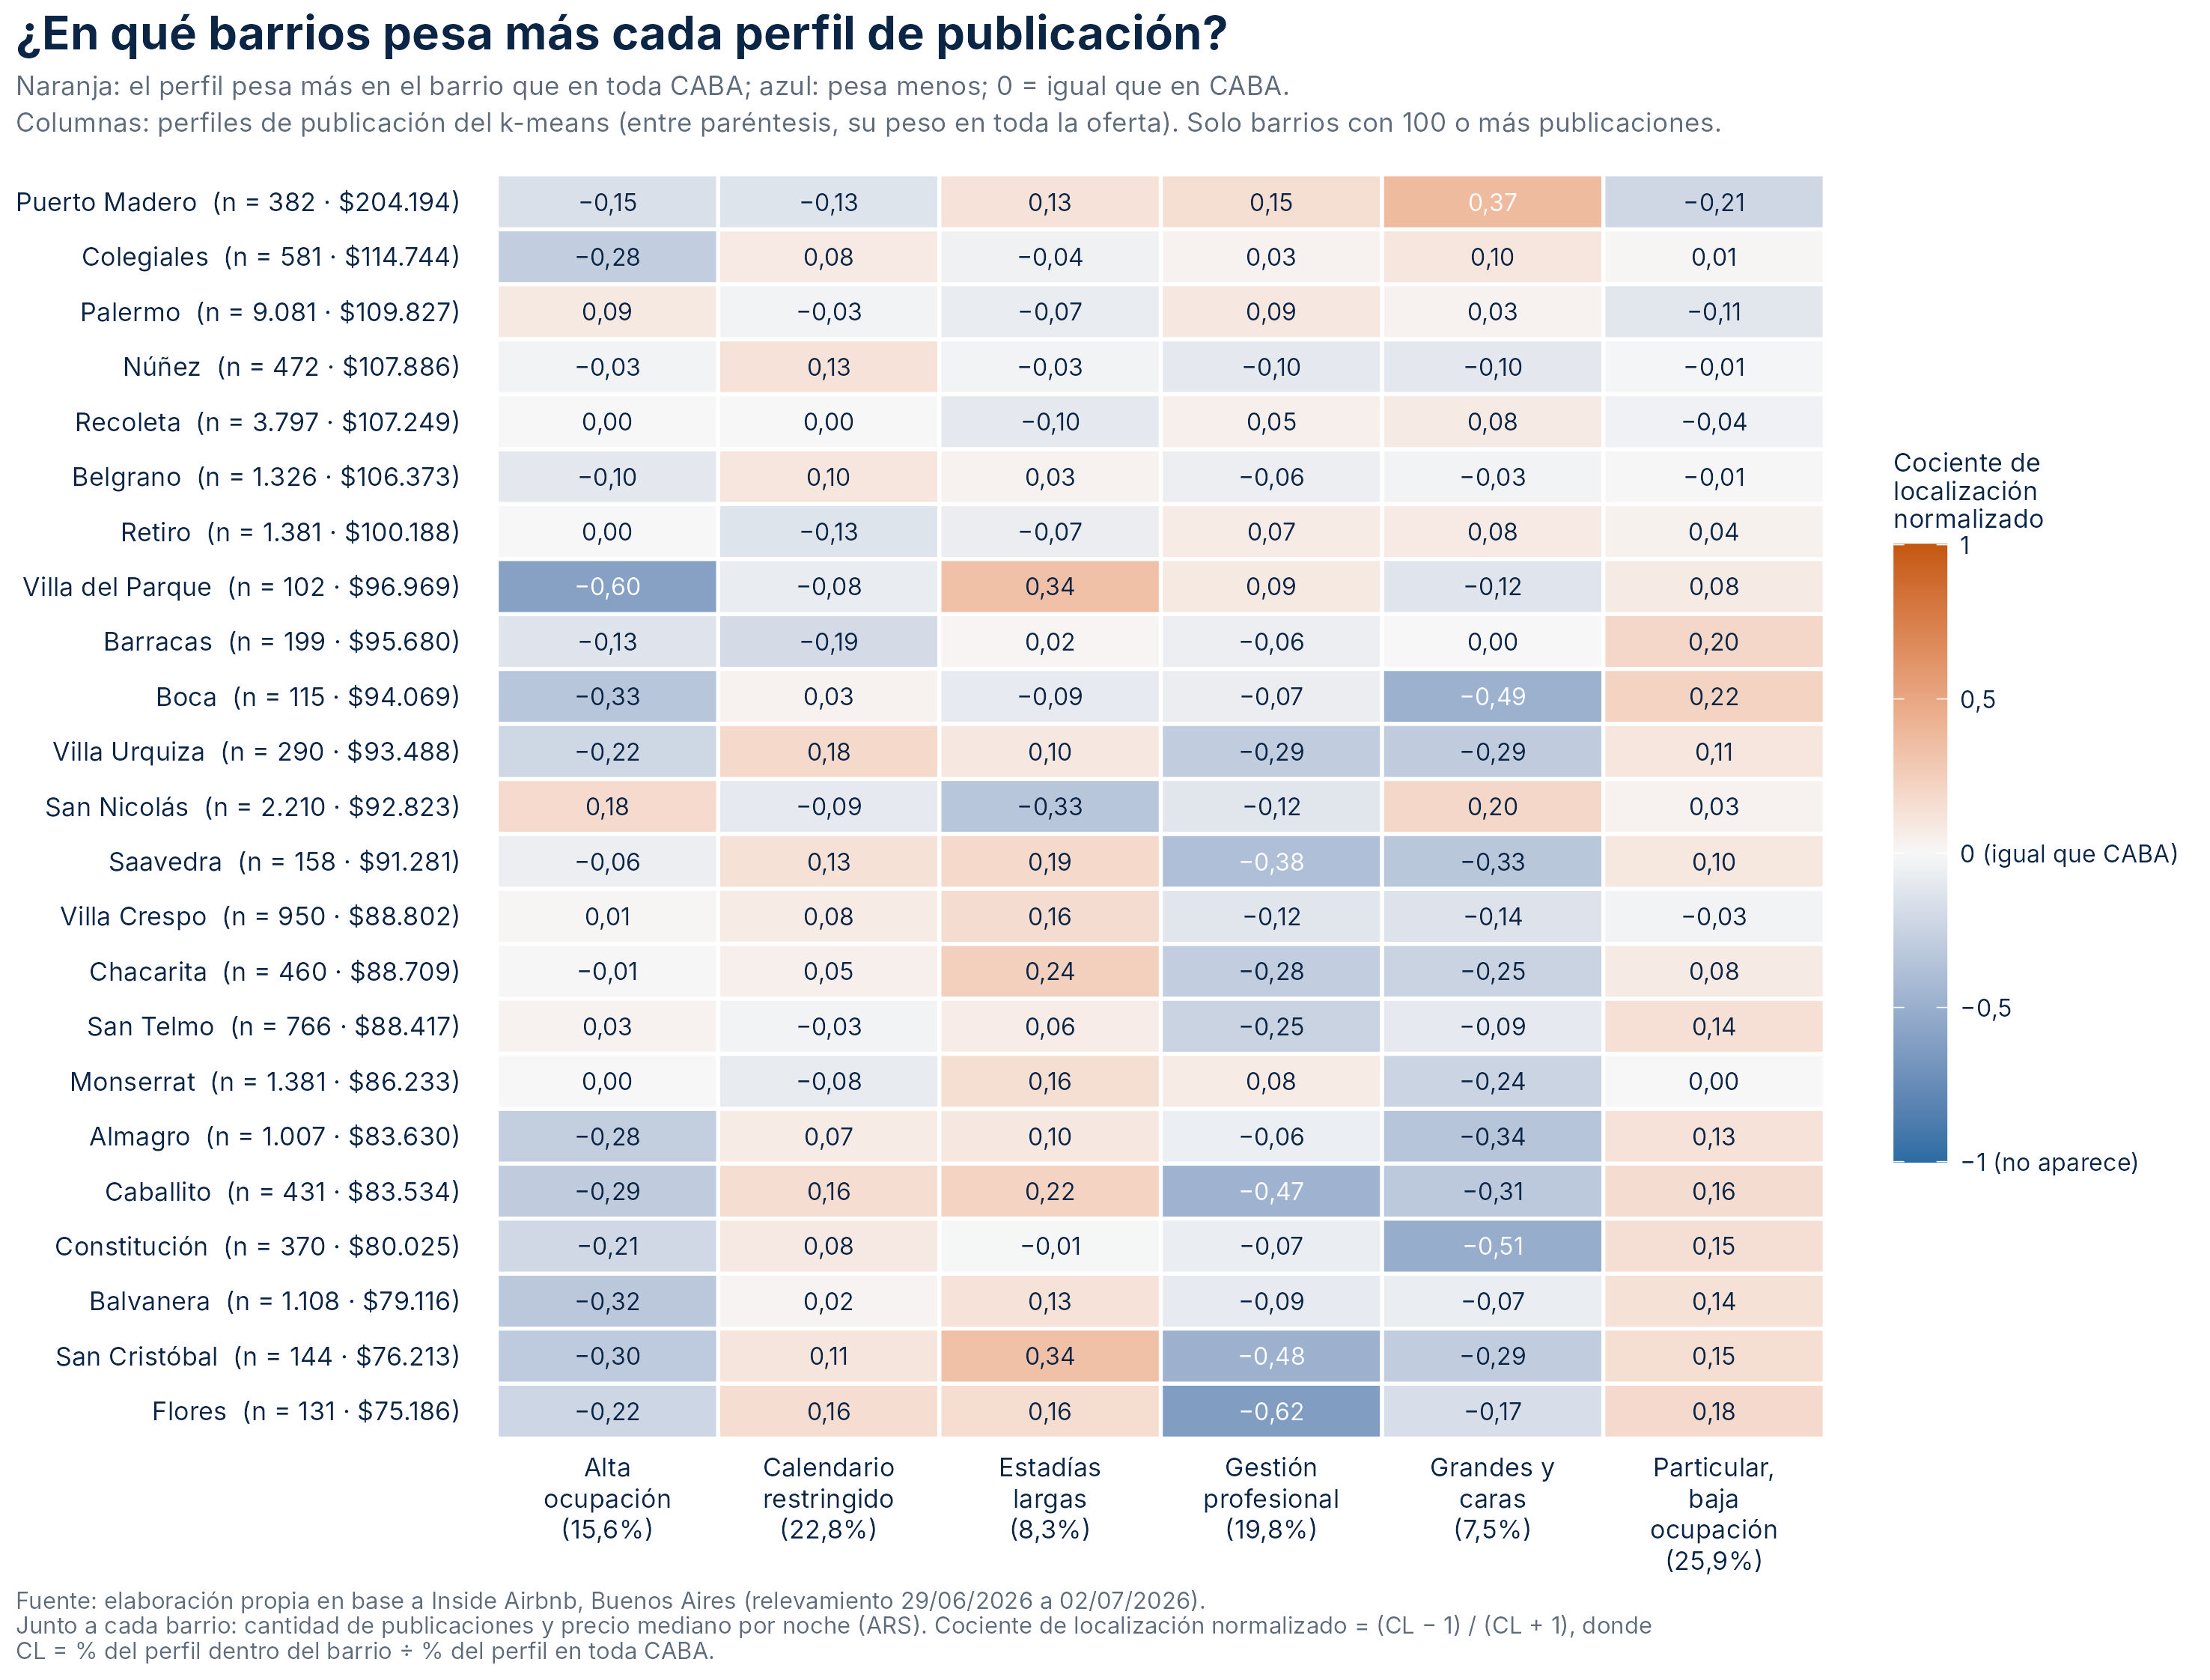 ¿En qué barrios pesa más cada perfil de publicación?
Naranja: el perfil pesa más en el barrio que en toda CABA; azul: pesa menos; 0 = igual que en CABA.
Columnas: perfiles de publicación del k-means (entre paréntesis, su peso en toda la oferta). Solo barrios con 100 o más publicaciones.
Puerto Madero (n = 382 · $204.194) −0,15 −0,13 0,13 0,15 0,37 −0,21
Colegiales (n = 581 · $114.744) −0,28 0,08 −0,04 0,03 0,10 0,01
Palermo (n = 9.081 · $109.827) 0,09 −0,03 −0,07 0,09 0,03 −0,11
Núñez (n = 472 · $107.886) −0,03 0,13 −0,03 −0,10 −0,10 −0,01
Recoleta (n = 3.797 · $107.249) 0,00 0,00 −0,10 0,05 0,08 −0,04
Belgrano (n = 1.326 · $106.373) −0,10 0,10 0,03 −0,06 −0,03 −0,01
Retiro (n = 1.381 · $100.188) 0,00 −0,13 −0,07 0,07 0,08 0,04
Villa del Parque (n = 102 · $96.969) −0,60 −0,08 0,34 0,09 −0,12 0,08
Barracas (n = 199 · $95.680) −0,13 −0,19 0,02 −0,06 0,00 0,20
Boca (n = 115 · $94.069) −0,33 0,03 −0,09 −0,07 −0,49 0,22
Villa Urquiza (n = 290 · $93.488) −0,22 0,18 0,10 −0,29 −0,29 0,11
San Nicolás (n = 2.210 · $92.823) 0,18 −0,09 −0,33 −0,12 0,20 0,03
Saavedra (n = 158 · $91.281) −0,06 0,13 0,19 −0,38 −0,33 0,10
Villa Crespo (n = 950 · $88.802) 0,01 0,08 0,16 −0,12 −0,14 −0,03
Chacarita (n = 460 · $88.709) −0,01 0,05 0,24 −0,28 −0,25 0,08
San Telmo (n = 766 · $88.417) 0,03 −0,03 0,06 −0,25 −0,09 0,14
Monserrat (n = 1.381 · $86.233) 0,00 −0,08 0,16 0,08 −0,24 0,00
Almagro (n = 1.007 · $83.630) −0,28 0,07 0,10 −0,06 −0,34 0,13
Caballito (n = 431 · $83.534) −0,29 0,16 0,22 −0,47 −0,31 0,16
Constitución (n = 370 · $80.025) −0,21 0,08 −0,01 −0,07 −0,51 0,15
Balvanera (n = 1.108 · $79.116) −0,32 0,02 0,13 −0,09 −0,07 0,14
San Cristóbal (n = 144 · $76.213) −0,30 0,11 0,34 −0,48 −0,29 0,15
Flores (n = 131 · $75.186) −0,22 0,16 0,16 −0,62 −0,17 0,18
Alta
ocupación
(15,6%)
Calendario
restringido
(22,8%)
Estadías
largas
(8,3%)
Gestión
profesional
(19,8%)
Grandes y
caras
(7,5%)
Particular,
baja
ocupación
(25,9%)
Cociente de
localización
normalizado
1
0,5
0 (igual que CABA)
−0,5
−1 (no aparece)
Fuente: elaboración propia en base a Inside Airbnb, Buenos Aires (relevamiento 29/06/2026 a 02/07/2026).
Junto a cada barrio: cantidad de publicaciones y precio mediano por noche (ARS). Cociente de localización normalizado = (CL − 1) / (CL + 1), donde
CL = % del perfil dentro del barrio ÷ % del perfil en toda CABA.